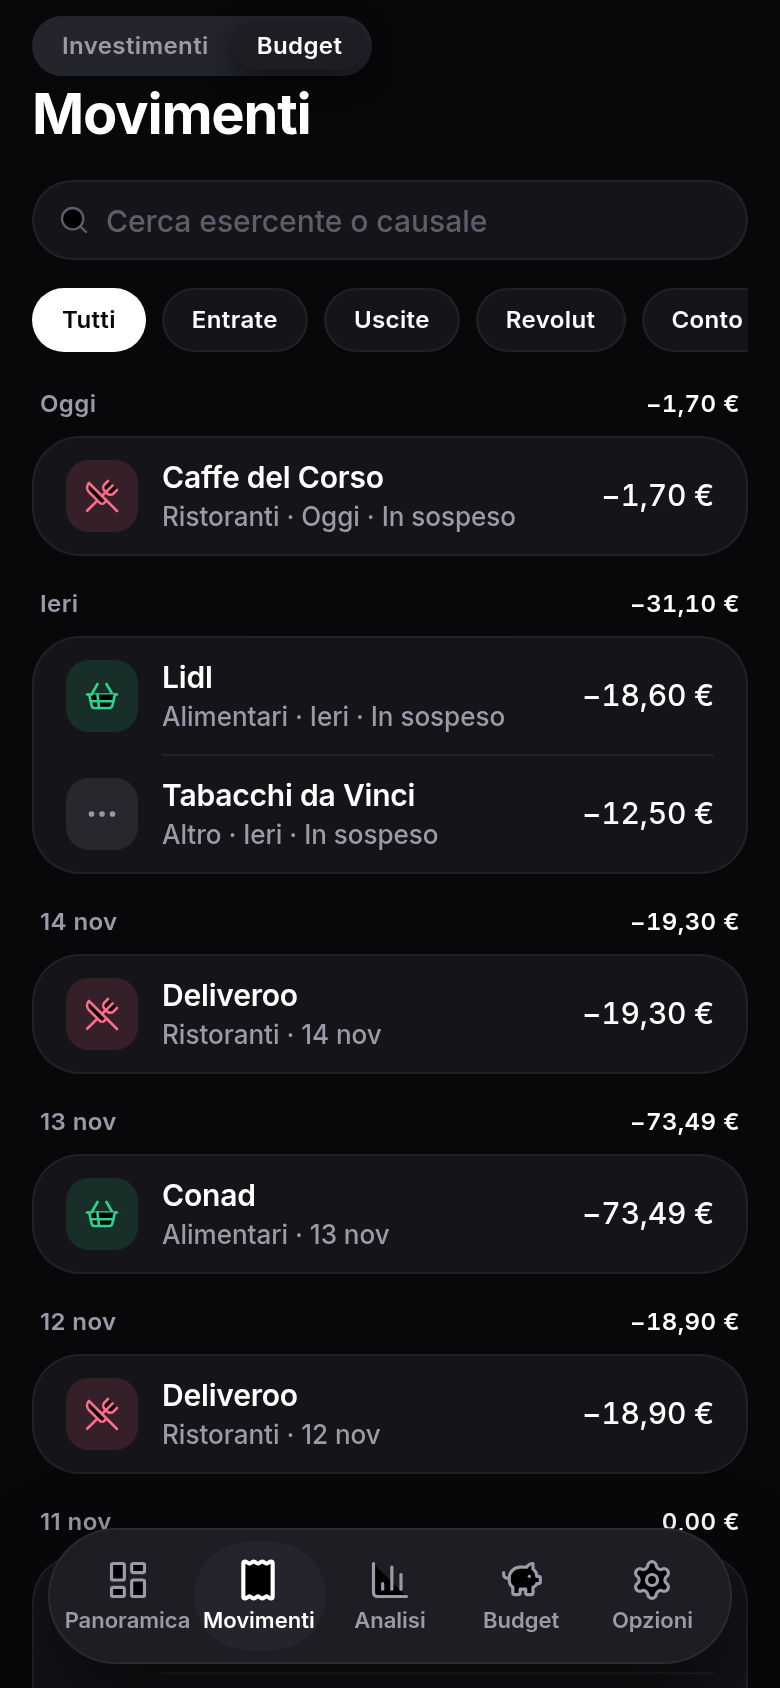 Investimenti Budget
Movimenti
Cerca esercente o causale
Tutti Entrate Uscite Revolut Conto
Oggi −1,70 €
Caffe del Corso
Ristoranti · Oggi · In sospeso
−1,70 €
Ieri −31,10 €
Lidl
Alimentari · Ieri · In sospeso
−18,60 €
Tabacchi da Vinci
Altro · Ieri · In sospeso
−12,50 €
14 nov −19,30 €
Deliveroo
Ristoranti · 14 nov
−19,30 €
13 nov −73,49 €
Conad
Alimentari · 13 nov
−73,49 €
12 nov −18,90 €
Deliveroo
Ristoranti · 12 nov
−18,90 €
11 nov 0,00 €
Panoramica Movimenti Analisi Budget Opzioni